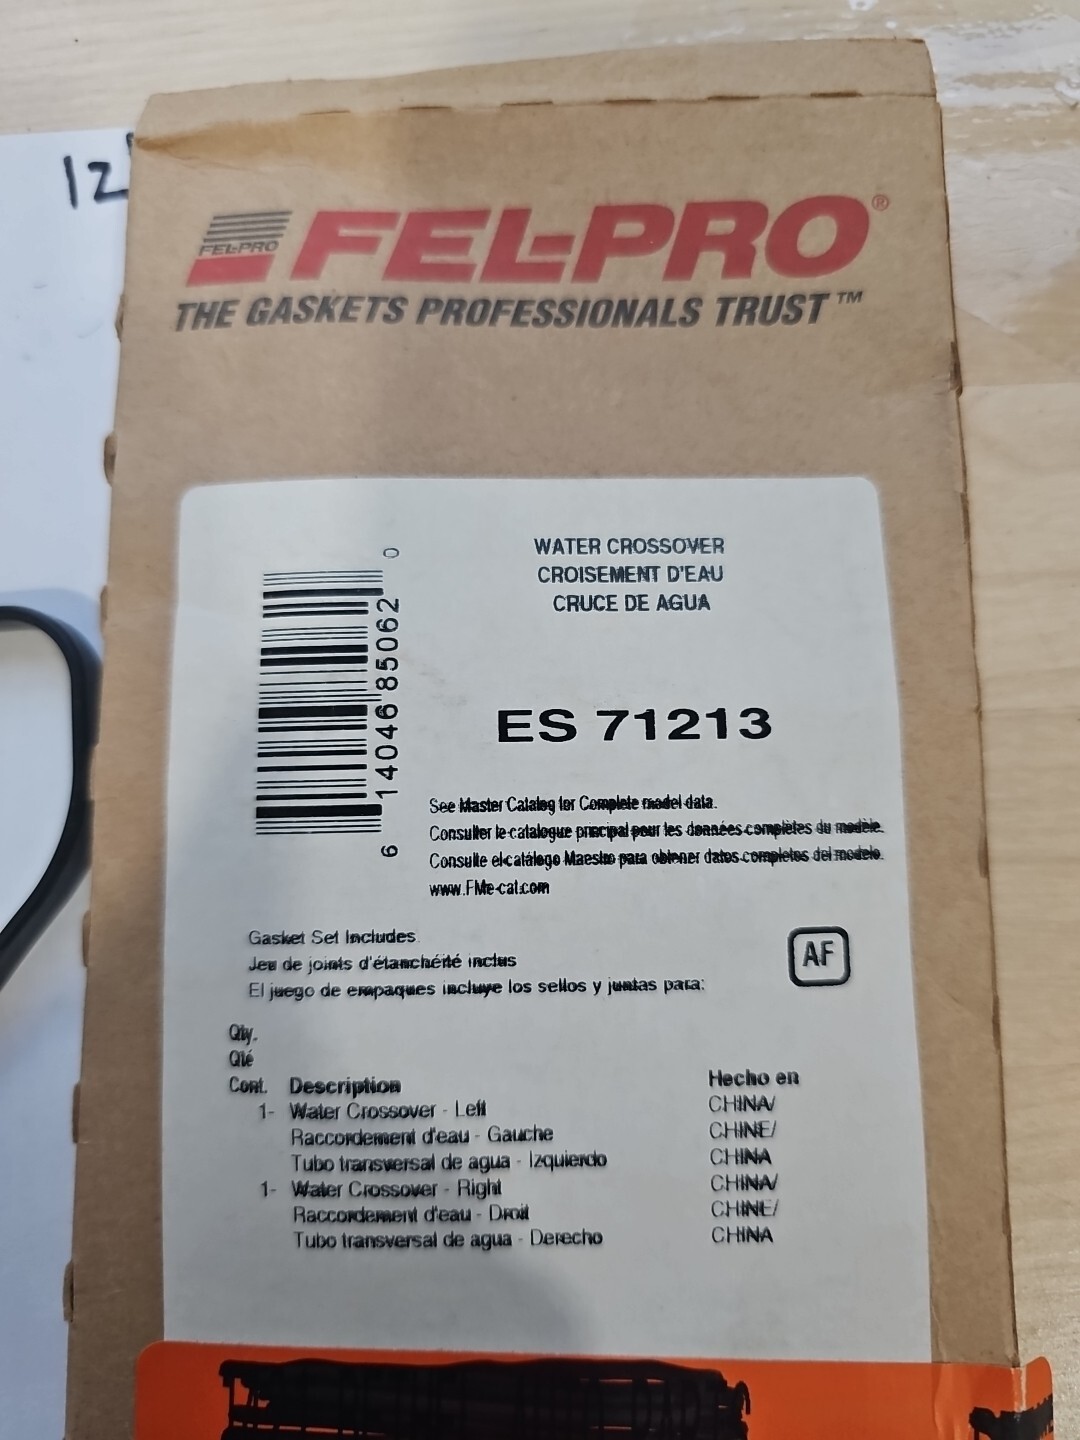 12
FEL-PRO
FEL-PRO®
THE GASKETS PROFESSIONALS TRUST™
WATER CROSSOVER
CROISEMENT D'EAU
CRUCE DE AGUA
6 14046 85062 0
ES 71213
See Master Catalog for Complete model data.
Consulter le catalogue principal pour les données complètes du modèle.
Consulte el catálogo Maestro para obtener datos completos del modelo.
www.FMe-cat.com
Gasket Set Includes
Jeu de joints d'étanchéité inclus
El juego de empaques incluye los sellos y juntas para:
AF
Qty.
Qté
Cont. Description Hecho en
1- Water Crossover - Left CHINA/
Raccordement d'eau - Gauche CHINE/
Tubo transversal de agua - Izquierdo CHINA
1- Water Crossover - Right CHINA/
Raccordement d'eau - Droit CHINE/
Tubo transversal de agua - Derecho CHINA